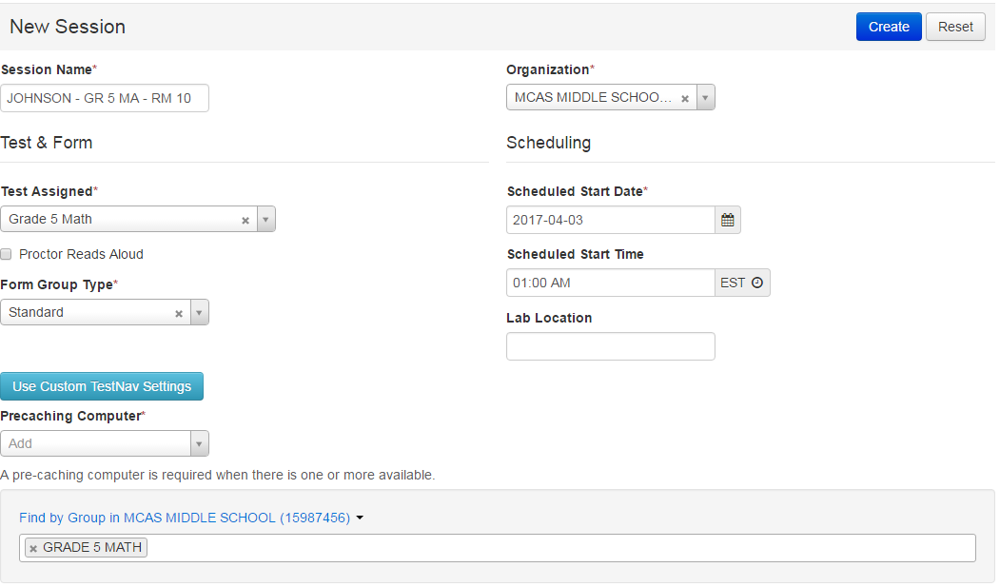 New Session
Create
Reset
Session Name*
JOHNSON - GR 5 MA - RM 10
Organization*
MCAS MIDDLE SCHOO...
Test & Form
Test Assigned*
Grade 5 Math
Proctor Reads Aloud
Form Group Type*
Standard
Scheduling
Scheduled Start Date*
2017-04-03
Scheduled Start Time
01:00 AM
EST
Lab Location
Use Custom TestNav Settings
Precaching Computer*
Add
A pre-caching computer is required when there is one or more available.
Find by Group in MCAS MIDDLE SCHOOL (15987456)
GRADE 5 MATH